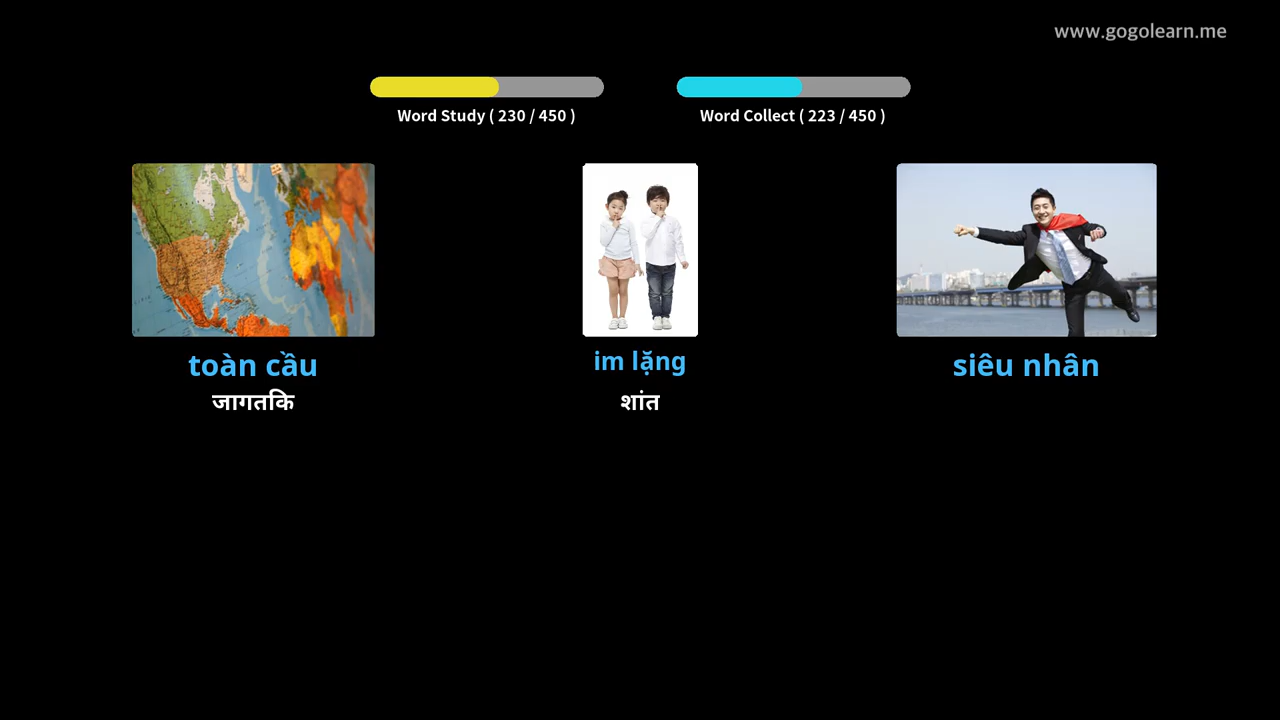 www.gogolearn.me
Word Study ( 230 / 450 )
Word Collect ( 223 / 450 )
toàn cầu
im lặng
siêu nhân
जागतिक
शांत